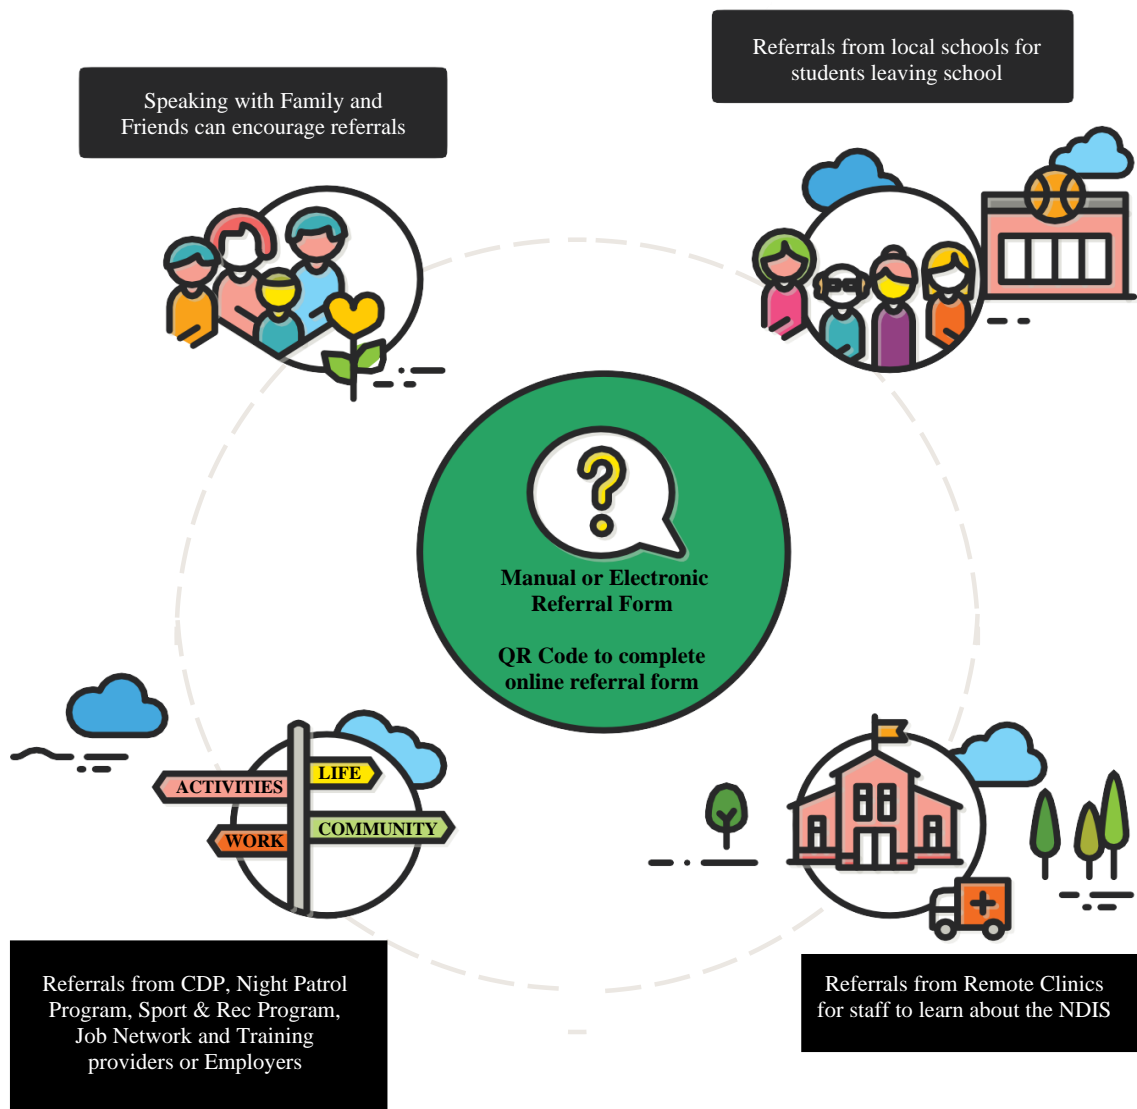 Referrals from local schools for
students leaving school
Speaking with Family and
Friends can encourage referrals
Manual or Electronic
Referral Form
QR Code to complete
online referral form
LIFE
ACTIVITIES
COMMUNITY
WORK
Referrals from CDP, Night Patrol
Program, Sport & Rec Program,
Job Network and Training
providers or Employers
Referrals from Remote Clinics
for staff to learn about the NDIS